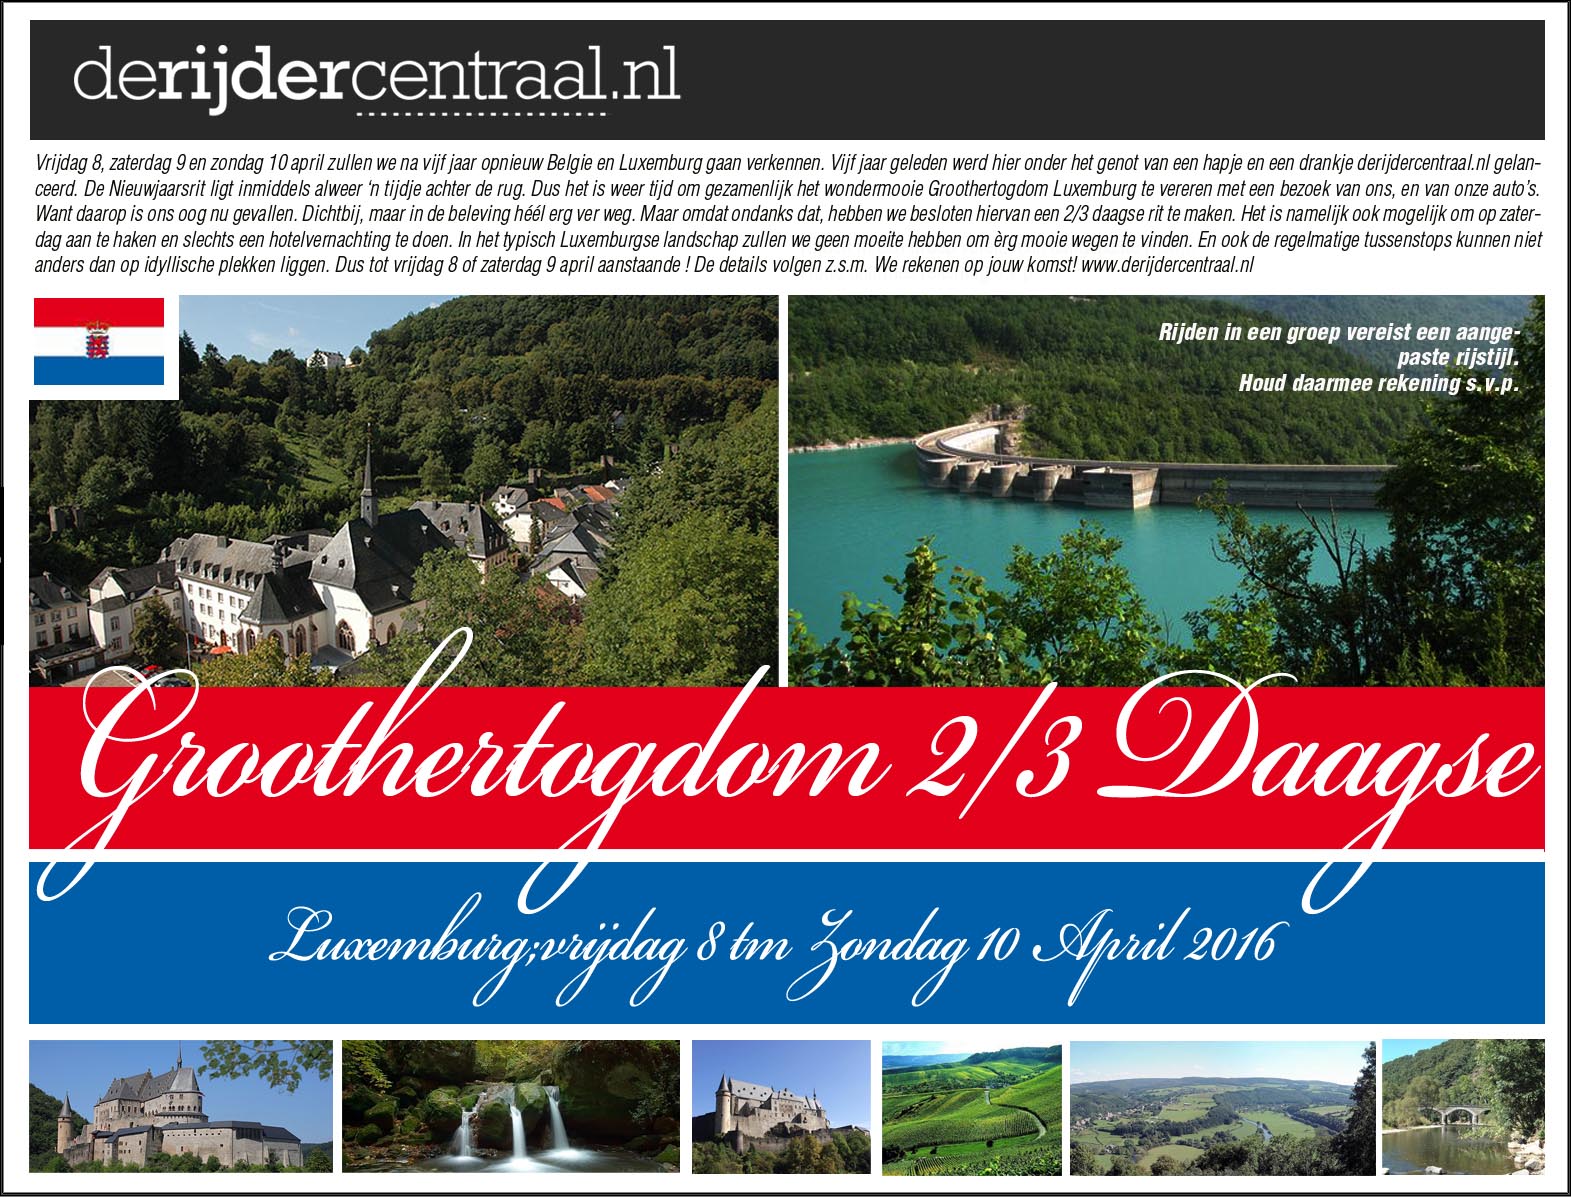 derijdercentraal.nl
Vrijdag 8, zaterdag 9 en zondag 10 april zullen we na vijf jaar opnieuw Belgie en Luxemburg gaan verkennen. Vijf jaar geleden werd hier onder het genot van een hapje en een drankje derijdercentraal.nl gelan-
ceerd. De Nieuwjaarsrit ligt inmiddels alweer ‘n tijdje achter de rug. Dus het is weer tijd om gezamenlijk het wondermooie Groothertogdom Luxemburg te vereren met een bezoek van ons, en van onze auto’s.
Want daarop is ons oog nu gevallen. Dichtbij, maar in de beleving héél erg ver weg. Maar omdat ondanks dat, hebben we besloten hiervan een 2/3 daagse rit te maken. Het is namelijk ook mogelijk om op zater-
dag aan te haken en slechts een hotelvernachting te doen. In het typisch Luxemburgse landschap zullen we geen moeite hebben om èrg mooie wegen te vinden. En ook de regelmatige tussenstops kunnen niet
anders dan op idyllische plekken liggen. Dus tot vrijdag 8 of zaterdag 9 april aanstaande ! De details volgen z.s.m. We rekenen op jouw komst! www.derijdercentraal.nl
Rijden in een groep vereist een aange-
paste rijstijl.
Houd daarmee rekening s.v.p.
Groothertogdom 2/3 Daagse
Luxemburg;vrijdag 8 tm Zondag 10 April 2016